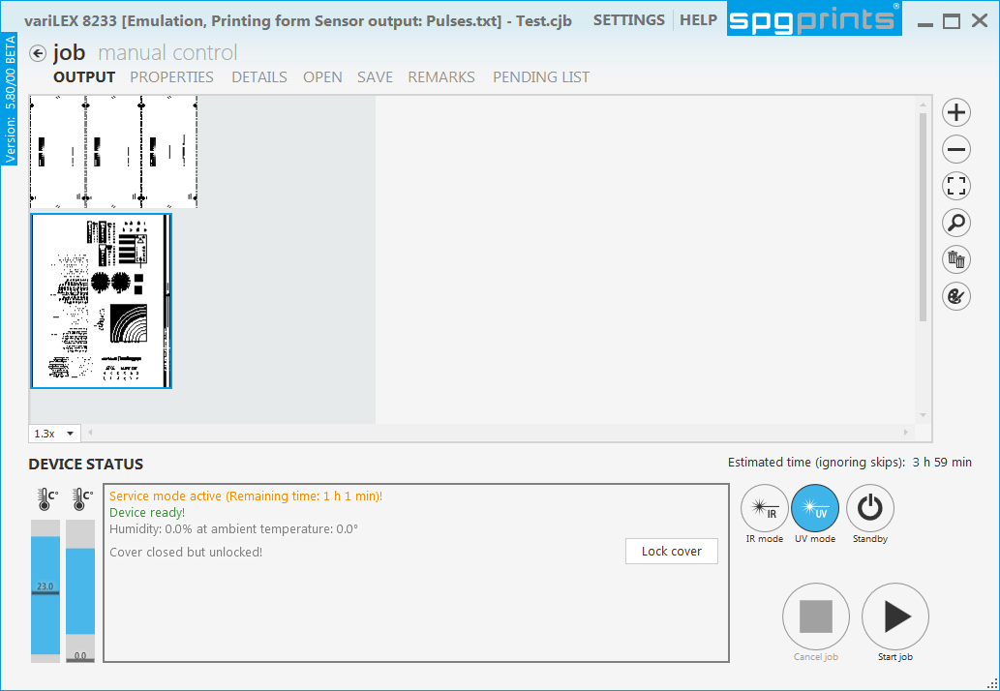 variLEX 8233 [Emulation, Printing form Sensor output: Pulses.txt] - Test.cjb
SETTINGS
HELP
spgprints®
Version: 5.80/00 BETA
job manual control
OUTPUT PROPERTIES DETAILS OPEN SAVE REMARKS PENDING LIST
1.3x
DEVICE STATUS
Estimated time (ignoring skips): 3 h 59 min
C° C°
Service mode active (Remaining time: 1 h 1 min)!
Device ready!
Humidity: 0.0% at ambient temperature: 0.0°
Cover closed but unlocked!
Lock cover
23.0
0.0
IR UV
IR mode UV mode Standby
Cancel job Start job